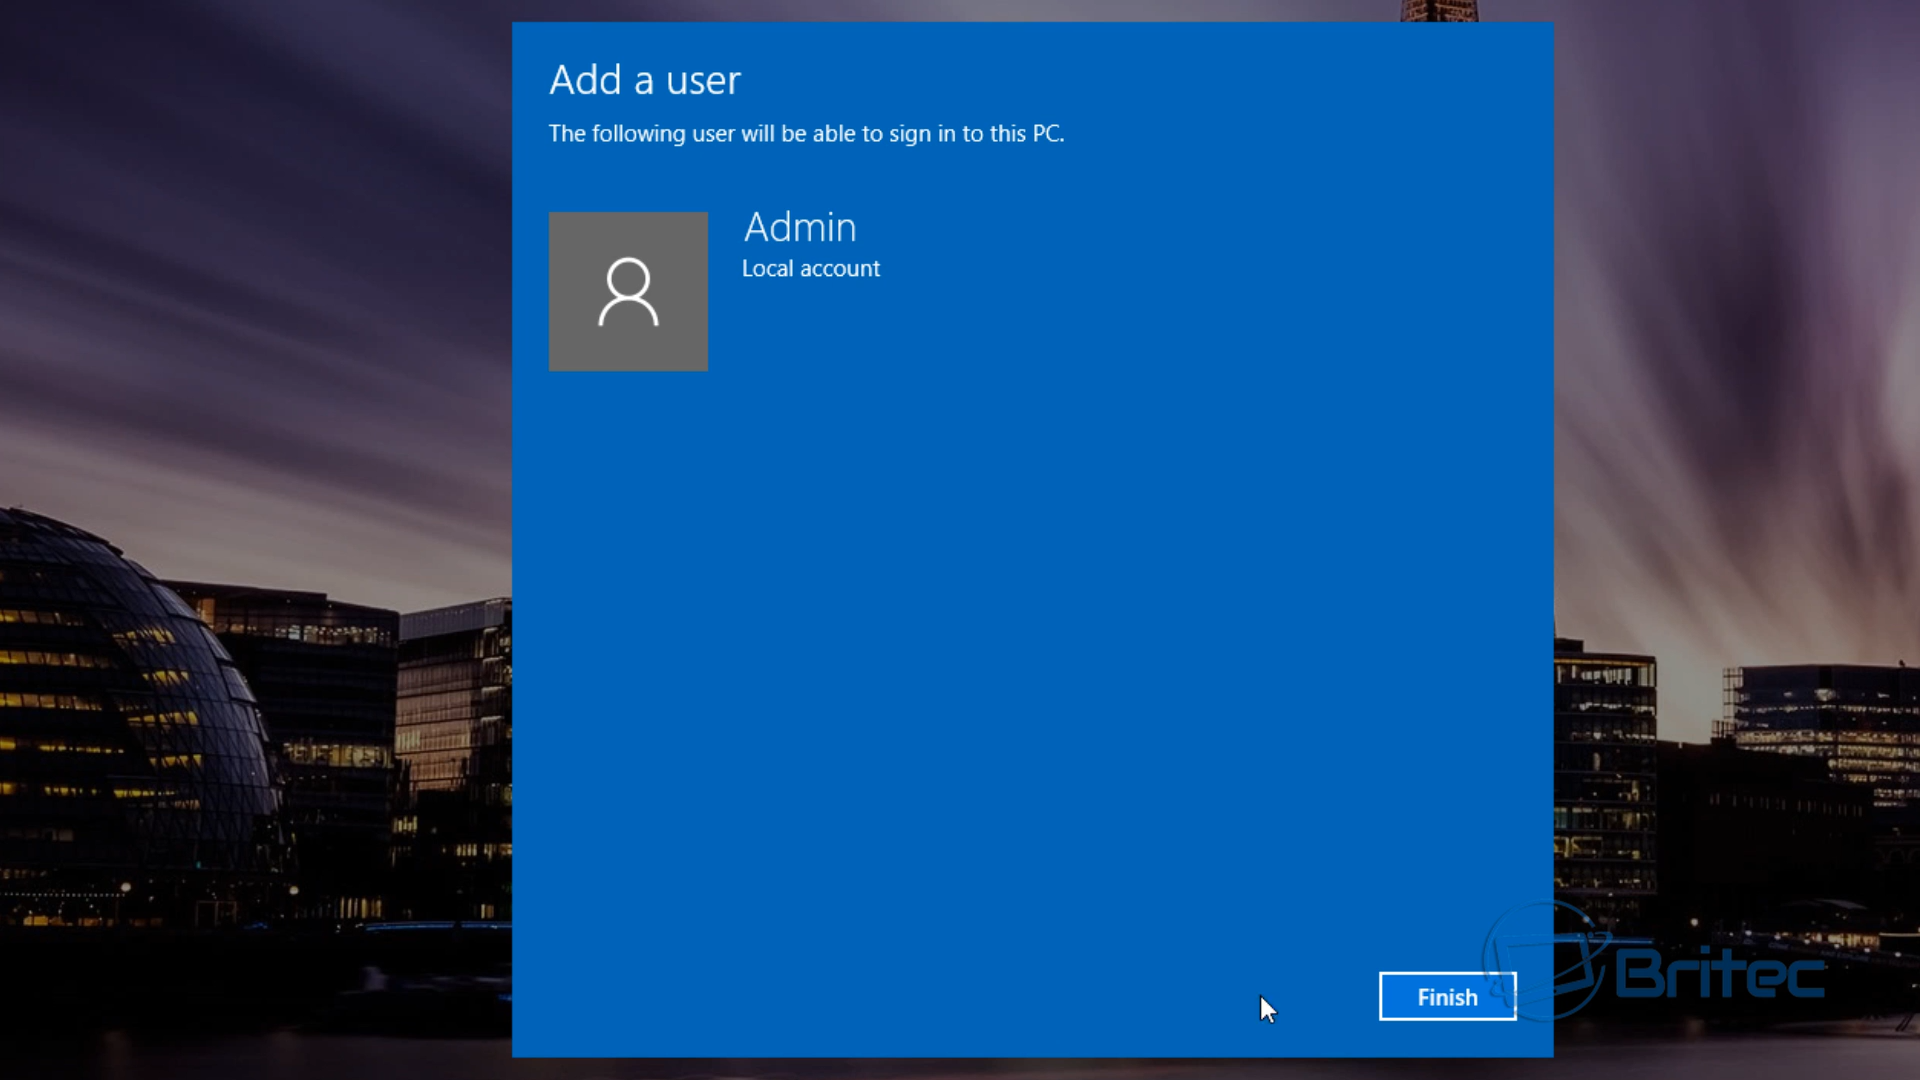 Add a user
The following user will be able to sign in to this PC.
Admin
Local account
Finish
Britec